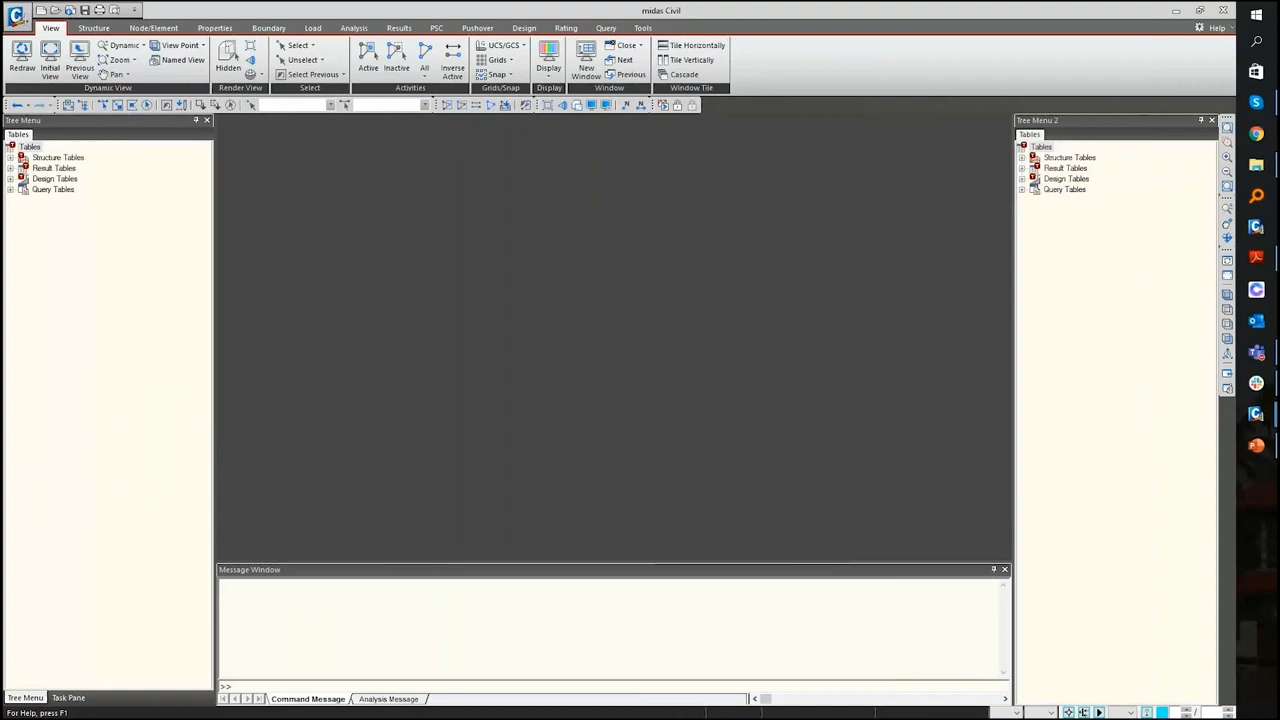 midas Civil
View Structure Node/Element Properties Boundary Load Analysis Results PSC Pushover Design Rating Query Tools Help
Redraw Initial View Previous View Dynamic Zoom Pan View Point Named View
Hidden
Select Unselect Select Previous
Active Inactive All Inverse Active
UCS/GCS Grids Snap
Display
New Window Close Next Previous
Tile Horizontally Tile Vertically Cascade
Dynamic View Render View Select Activities Grids/Snap Display Window Window Tile
Tree Menu
Tables
Tables
Structure Tables
Result Tables
Design Tables
Query Tables
Tree Menu 2
Tables
Tables
Structure Tables
Result Tables
Design Tables
Query Tables
Message Window
>>
Command Message Analysis Message
Tree Menu Task Pane
For Help, press F1
/